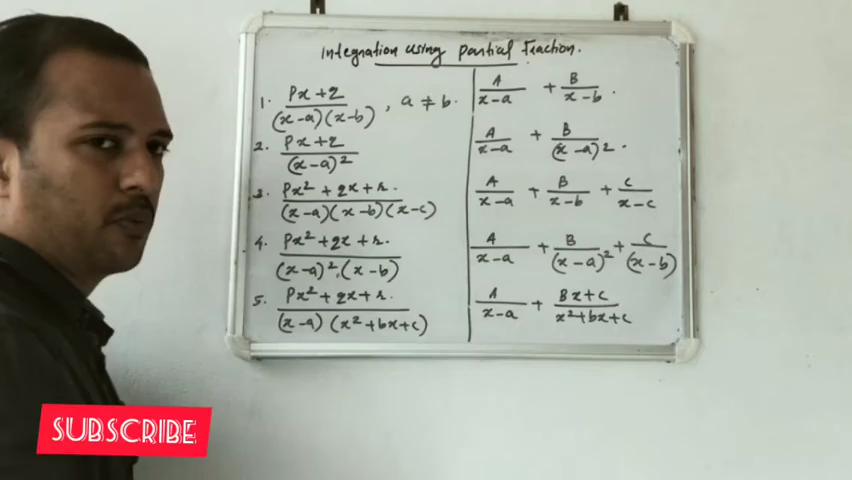 Integration using partial Fraction.
1. Px+2 / (x-a)(x-b) , a ≠ b. A / x-a + B / x-b .
2. Px+2 / (x-a)² A / x-a + B / (x-a)² .
3. Px²+2x+r. / (x-a)(x-b)(x-c) A / x-a + B / x-b + C / x-c
4. Px²+2x+r. / (x-a)².(x-b) A / x-a + B / (x-a)² + C / (x-b)
5. Px²+2x+r. / (x-a)(x²+bx+c) A / x-a + Bx+c / x²+bx+c
SUBSCRIBE